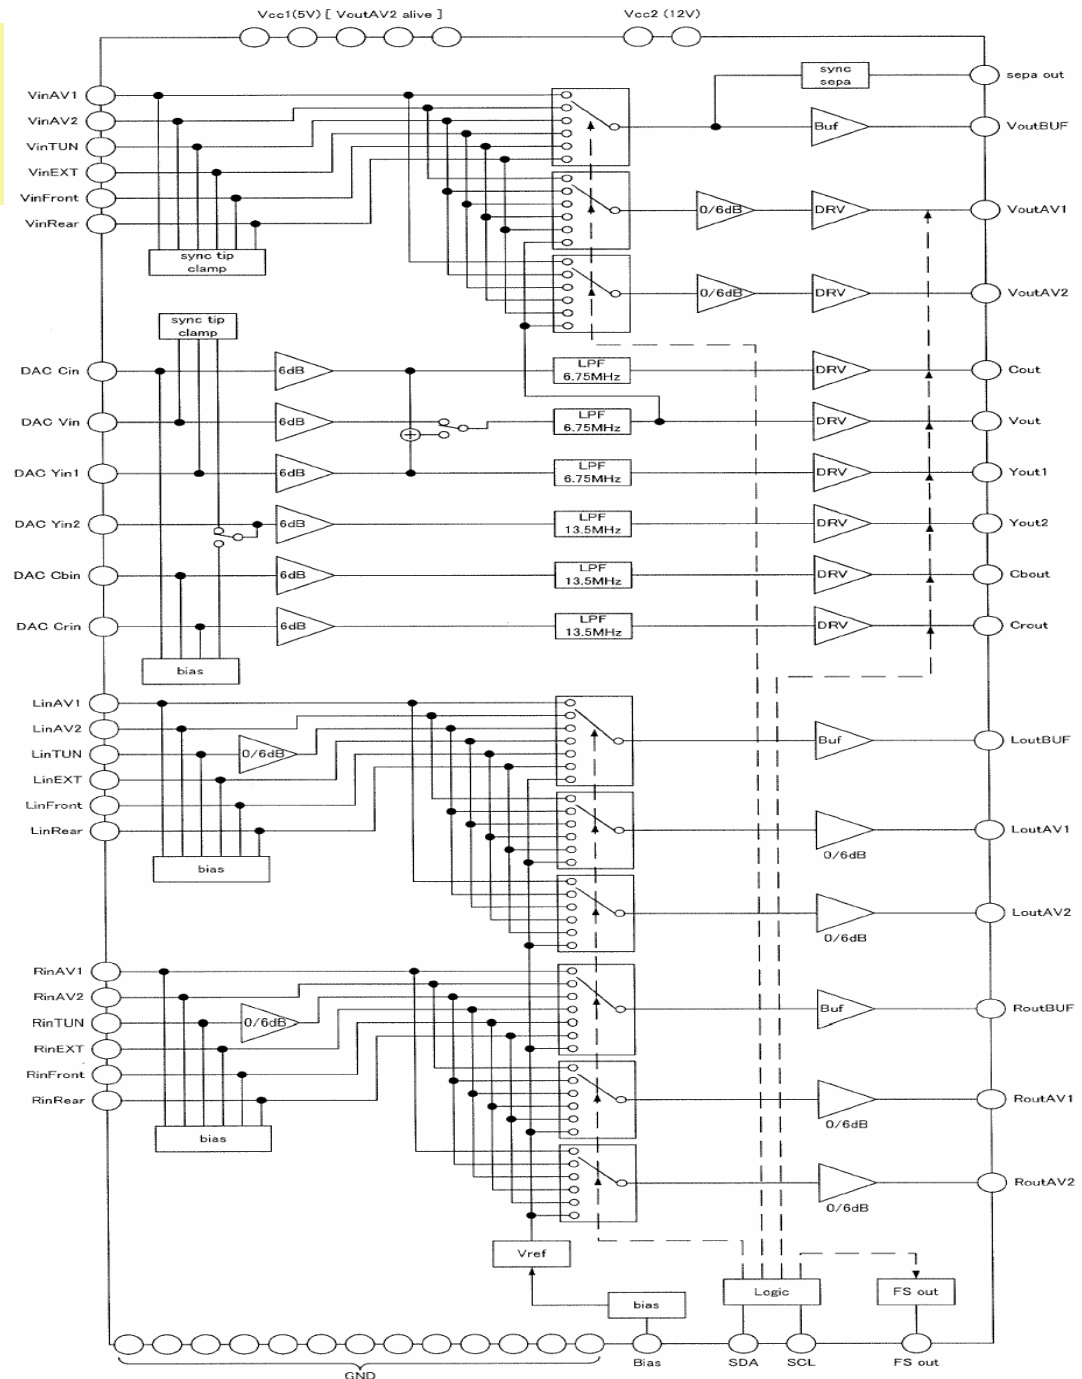 Vcc1(5V) [ VoutAV2 alive ]
Vcc2 (12V)
sync
sepa
sepa out
VinAV1
VinAV2
Buf
VoutBUF
VinTUN
VinEXT
VinFront
0/6dB
DRV
VoutAV1
VinRear
sync tip
clamp
0/6dB
DRV
VoutAV2
sync tip
clamp
DAC Cin
6dB
LPF
6.75MHz
DRV
Cout
DAC Vin
6dB
LPF
6.75MHz
DRV
Vout
DAC Yin1
6dB
LPF
6.75MHz
DRV
Yout1
DAC Yin2
6dB
LPF
13.5MHz
DRV
Yout2
DAC Cbin
6dB
LPF
13.5MHz
DRV
Cbout
DAC Crin
6dB
LPF
13.5MHz
DRV
Crout
bias
LinAV1
LinAV2
Buf
LoutBUF
LinTUN
0/6dB
LinEXT
LinFront
LinRear
LoutAV1
0/6dB
bias
LoutAV2
0/6dB
RinAV1
RinAV2
Buf
RoutBUF
RinTUN
0/6dB
RinEXT
RinFront
RinRear
RoutAV1
0/6dB
bias
RoutAV2
0/6dB
Vref
Logic
FS out
bias
Bias
SDA
SCL
FS out
GND